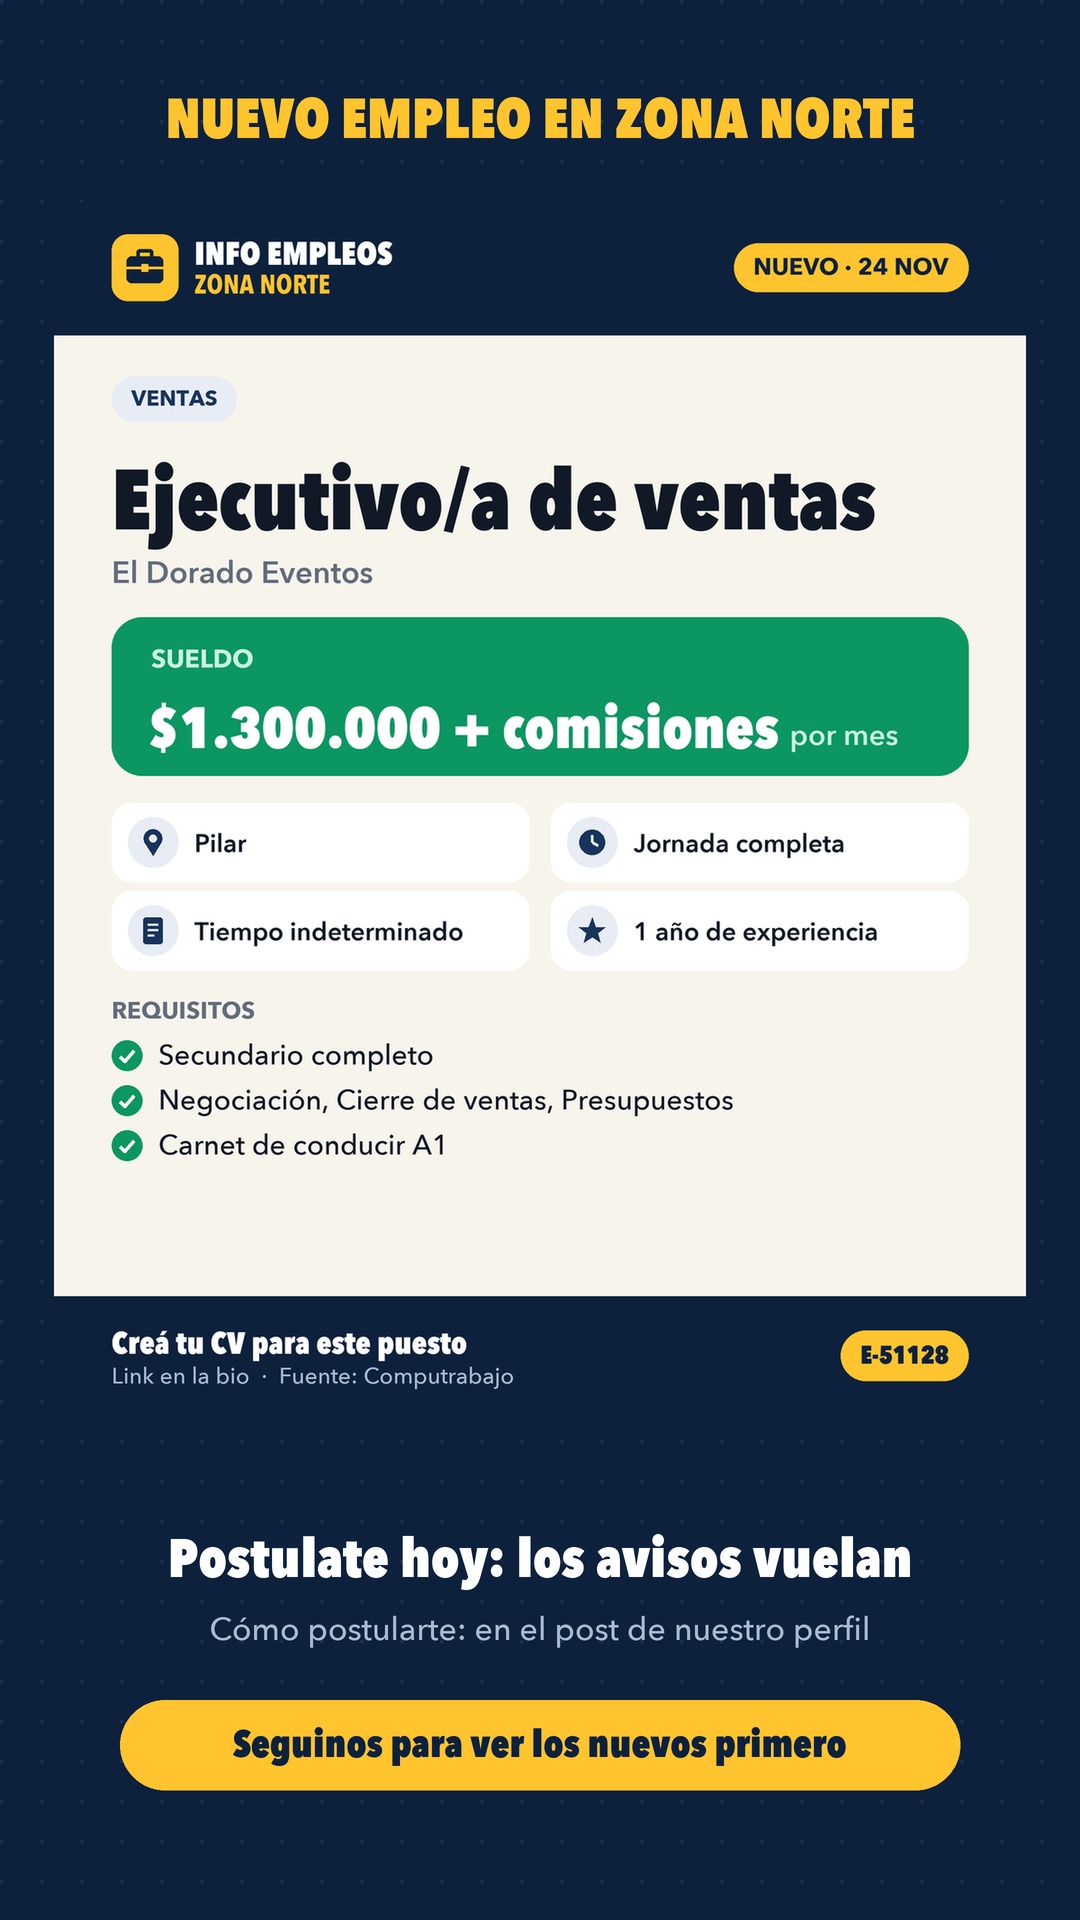 NUEVO EMPLEO EN ZONA NORTE
INFO EMPLEOS
ZONA NORTE
NUEVO · 24 NOV
VENTAS
Ejecutivo/a de ventas
El Dorado Eventos
SUELDO
$1.300.000 + comisiones por mes
Pilar
Jornada completa
Tiempo indeterminado
1 año de experiencia
REQUISITOS
Secundario completo
Negociación, Cierre de ventas, Presupuestos
Carnet de conducir A1
Creá tu CV para este puesto
Link en la bio · Fuente: Computrabajo
E-51128
Postulate hoy: los avisos vuelan
Cómo postularte: en el post de nuestro perfil
Seguinos para ver los nuevos primero